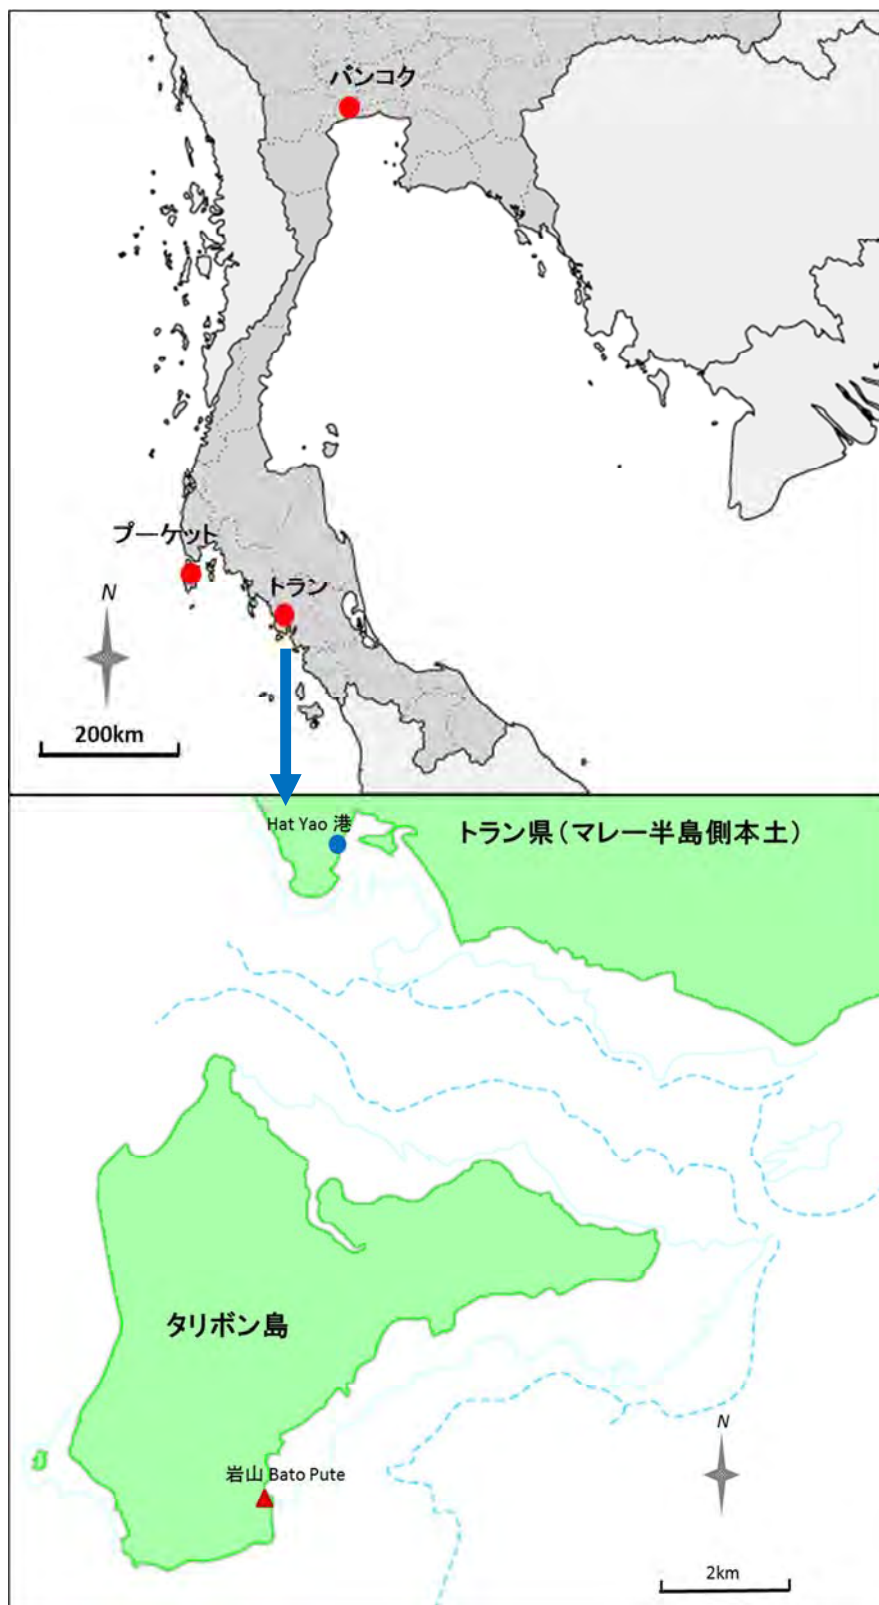 バンコク
プーケット
トラン
N
200km
Hat Yao 港
トラン県（マレー半島側本土）
タリボン島
N
岩山 Bato Pute
2km